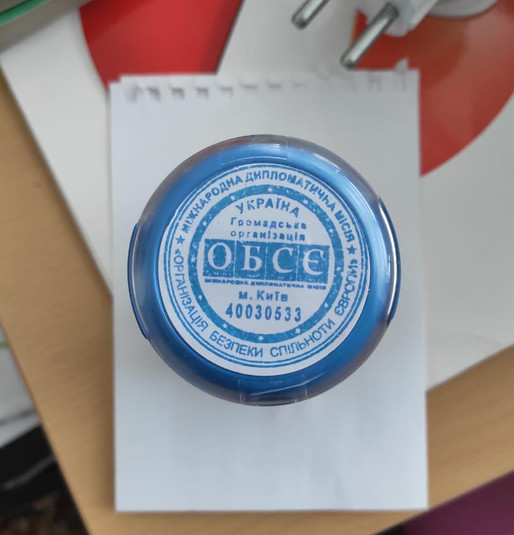 ★ МІЖНАРОДНА ДИПЛОМАТИЧНА МІСІЯ ★
УКРАЇНА
Громадська
організація
ОБСЄ
МІЖНАРОДНА ДИПЛОМАТИЧНА МІСІЯ
м. Київ
40030533
«ОРГАНІЗАЦІЯ БЕЗПЕКИ СПІЛЬНОТИ ЄВРОПИ»